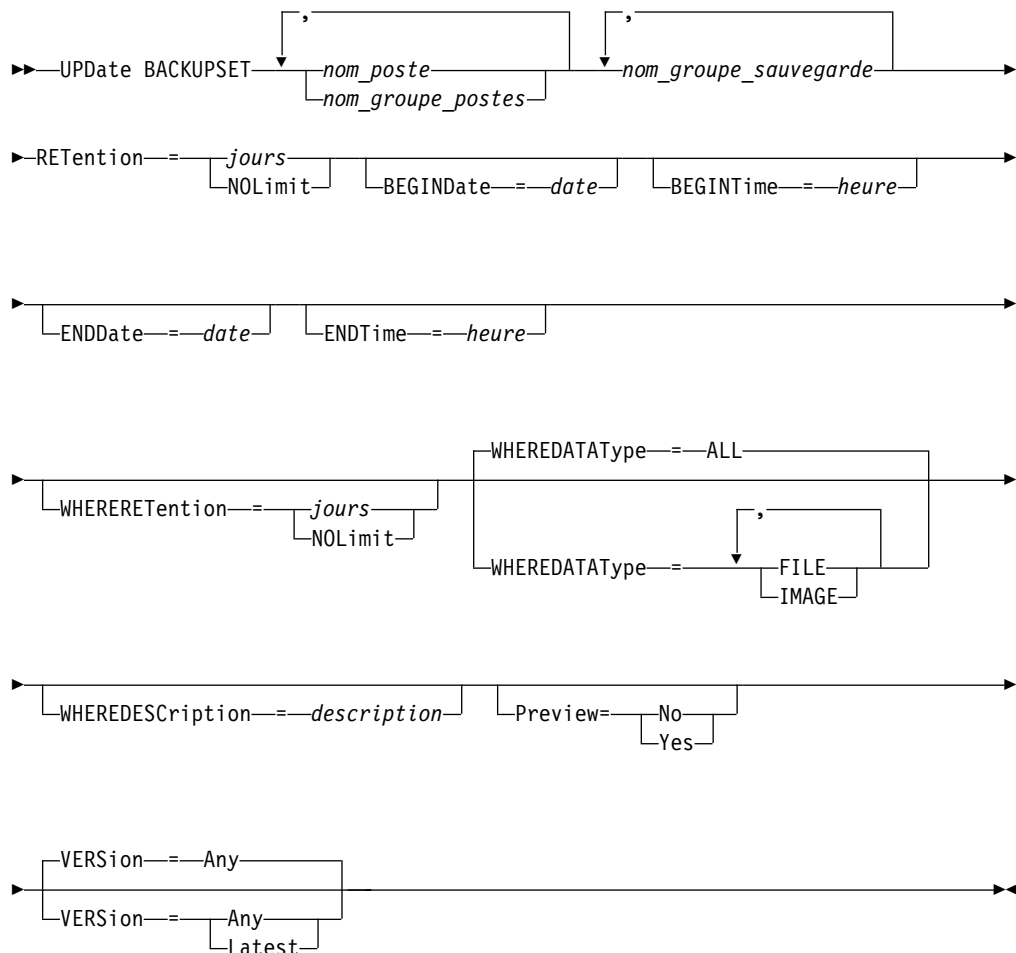 , ,
UPDate BACKUPSET nom_poste nom_groupe_sauvegarde
nom_groupe_postes
RETention = jours BEGINDate = date BEGINTime = heure
NOLimit
ENDDate = date ENDTime = heure
WHEREDATAType = ALL
WHERERETention = jours ,
NOLimit
WHEREDATAType = FILE
IMAGE
WHEREDESCription = description Preview= No
Yes
VERSion = Any
VERSion = Any
Latest